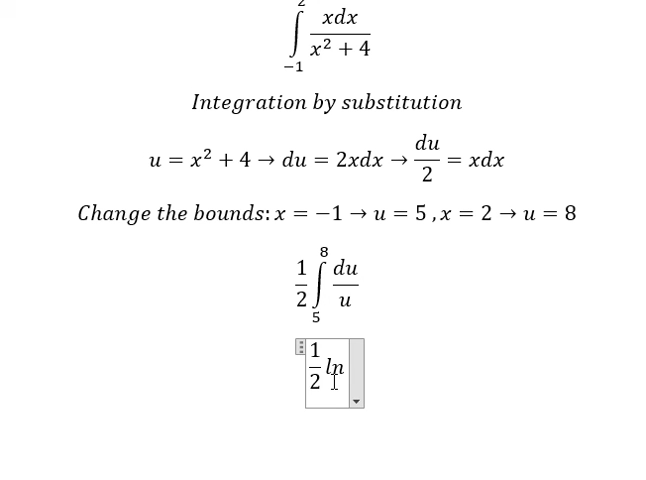 ∫_{-1}^{2} xdx / (x² + 4)
Integration by substitution
u = x² + 4 → du = 2xdx → du/2 = xdx
Change the bounds: x = −1 → u = 5 , x = 2 → u = 8
1/2 ∫_{5}^{8} du/u
1/2 ln